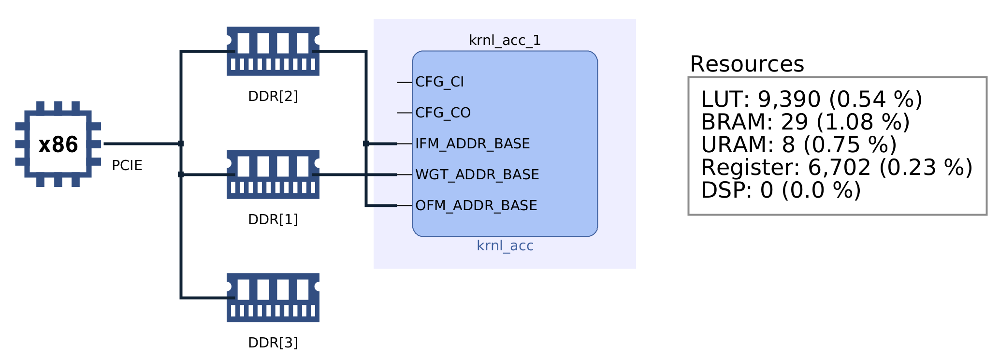 x86
PCIE
DDR[2]
DDR[1]
DDR[3]
krnl_acc_1
CFG_CI
CFG_CO
IFM_ADDR_BASE
WGT_ADDR_BASE
OFM_ADDR_BASE
krnl_acc
Resources
LUT: 9,390 (0.54 %)
BRAM: 29 (1.08 %)
URAM: 8 (0.75 %)
Register: 6,702 (0.23 %)
DSP: 0 (0.0 %)